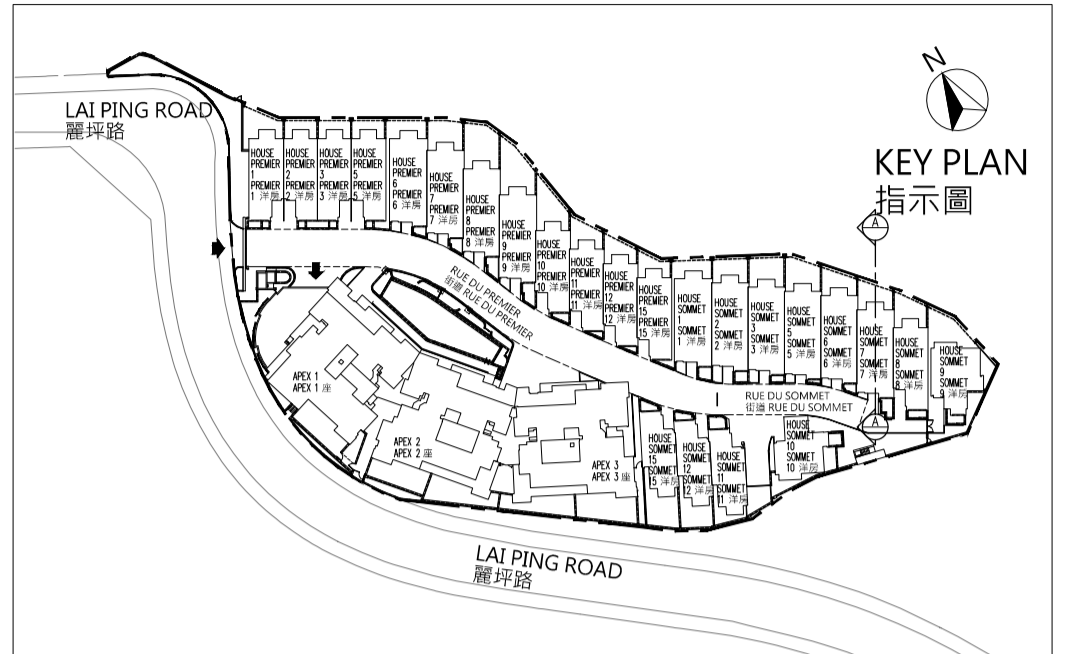 LAI PING ROAD
麗坪路
N
KEY PLAN
指示圖
A
HOUSE
PREMIER
1
PREMIER
1 洋房
HOUSE
PREMIER
2
PREMIER
2 洋房
HOUSE
PREMIER
3
PREMIER
3 洋房
HOUSE
PREMIER
5
PREMIER
5 洋房
HOUSE
PREMIER
6
PREMIER
6 洋房
HOUSE
PREMIER
7
PREMIER
7 洋房
HOUSE
PREMIER
8
PREMIER
8 洋房
HOUSE
PREMIER
9
PREMIER
9 洋房
HOUSE
PREMIER
10
PREMIER
10 洋房
HOUSE
PREMIER
11
PREMIER
11 洋房
HOUSE
PREMIER
12
PREMIER
12 洋房
HOUSE
PREMIER
15
PREMIER
15 洋房
HOUSE
SOMMET
1
SOMMET
1 洋房
HOUSE
SOMMET
2
SOMMET
2 洋房
HOUSE
SOMMET
3
SOMMET
3 洋房
HOUSE
SOMMET
5
SOMMET
5 洋房
HOUSE
SOMMET
6
SOMMET
6 洋房
HOUSE
SOMMET
7
SOMMET
7 洋房
HOUSE
SOMMET
8
SOMMET
8 洋房
HOUSE
SOMMET
9
SOMMET
9 洋房
RUE DU PREMIER
街道 RUE DU PREMIER
RUE DU SOMMET
街道 RUE DU SOMMET
A
APEX 1
APEX 1 座
APEX 2
APEX 2 座
APEX 3
APEX 3 座
HOUSE
SOMMET
15
SOMMET
15 洋房
HOUSE
SOMMET
12
SOMMET
12 洋房
HOUSE
SOMMET
11
SOMMET
11 洋房
HOUSE
SOMMET
10
SOMMET
10 洋房
LAI PING ROAD
麗坪路